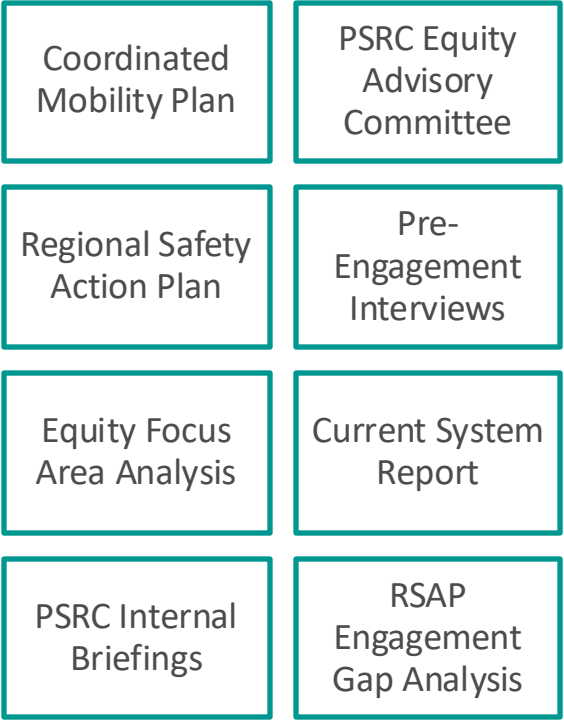 Coordinated
Mobility Plan
PSRC Equity
Advisory
Committee
Regional Safety
Action Plan
Pre-
Engagement
Interviews
Equity Focus
Area Analysis
Current System
Report
PSRC Internal
Briefings
RSAP
Engagement
Gap Analysis